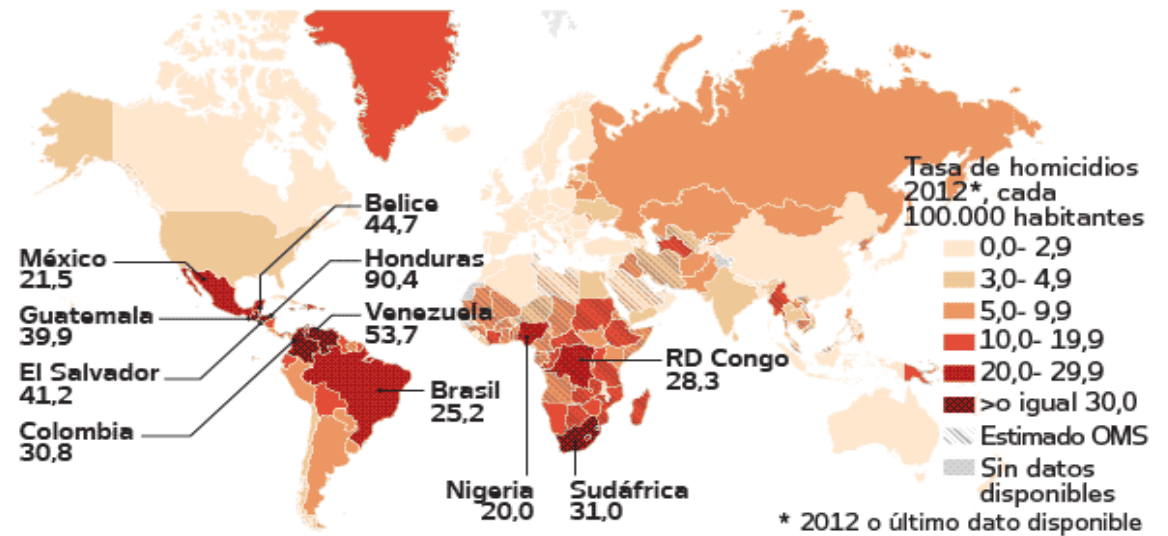 Tasa de homicidios
2012*, cada
100.000 habitantes
0,0- 2,9
3,0- 4,9
5,0- 9,9
10,0- 19,9
20,0- 29,9
>o igual 30,0
Estimado OMS
Sin datos
disponibles
* 2012 o último dato disponible
México
21,5
Guatemala
39,9
El Salvador
41,2
Colombia
30,8
Belice
44,7
Honduras
90,4
Venezuela
53,7
Brasil
25,2
Nigeria
20,0
Sudáfrica
31,0
RD Congo
28,3